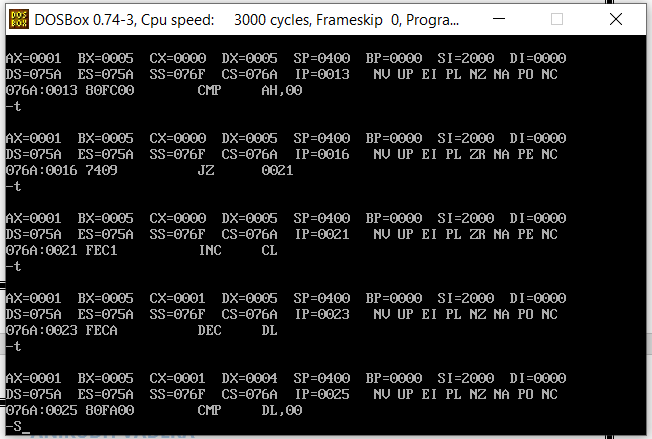 DOS
BOX
DOSBox 0.74-3, Cpu speed: 3000 cycles, Frameskip 0, Progra...
AX=0001 BX=0005 CX=0000 DX=0005 SP=0400 BP=0000 SI=2000 DI=0000
DS=075A ES=075A SS=076F CS=076A IP=0013 NV UP EI PL NZ NA PO NC
076A:0013 80FC00 CMP AH,00
-t
AX=0001 BX=0005 CX=0000 DX=0005 SP=0400 BP=0000 SI=2000 DI=0000
DS=075A ES=075A SS=076F CS=076A IP=0016 NV UP EI PL ZR NA PE NC
076A:0016 7409 JZ 0021
-t
AX=0001 BX=0005 CX=0000 DX=0005 SP=0400 BP=0000 SI=2000 DI=0000
DS=075A ES=075A SS=076F CS=076A IP=0021 NV UP EI PL ZR NA PE NC
076A:0021 FEC1 INC CL
-t
AX=0001 BX=0005 CX=0001 DX=0005 SP=0400 BP=0000 SI=2000 DI=0000
DS=075A ES=075A SS=076F CS=076A IP=0023 NV UP EI PL NZ NA PO NC
076A:0023 FECA DEC DL
-t
AX=0001 BX=0005 CX=0001 DX=0004 SP=0400 BP=0000 SI=2000 DI=0000
DS=075A ES=075A SS=076F CS=076A IP=0025 NV UP EI PL NZ NA PO NC
076A:0025 80FA00 CMP DL,00
-S_